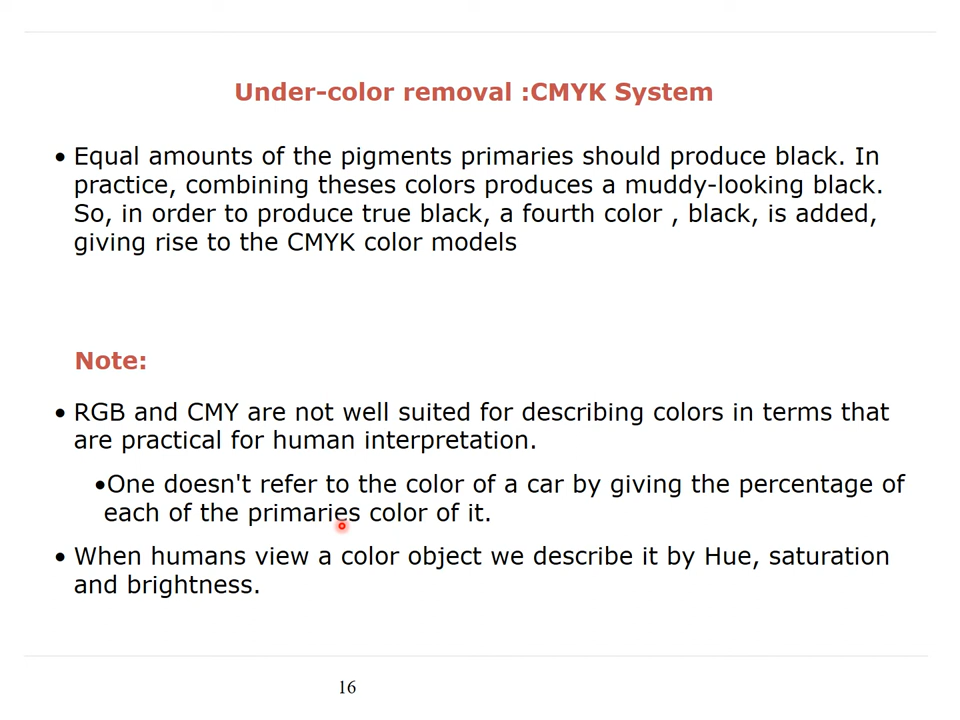 Under-color removal :CMYK System
• Equal amounts of the pigments primaries should produce black. In
practice, combining theses colors produces a muddy-looking black.
So, in order to produce true black, a fourth color , black, is added,
giving rise to the CMYK color models
Note:
• RGB and CMY are not well suited for describing colors in terms that
are practical for human interpretation.
•One doesn't refer to the color of a car by giving the percentage of
each of the primaries color of it.
• When humans view a color object we describe it by Hue, saturation
and brightness.
16